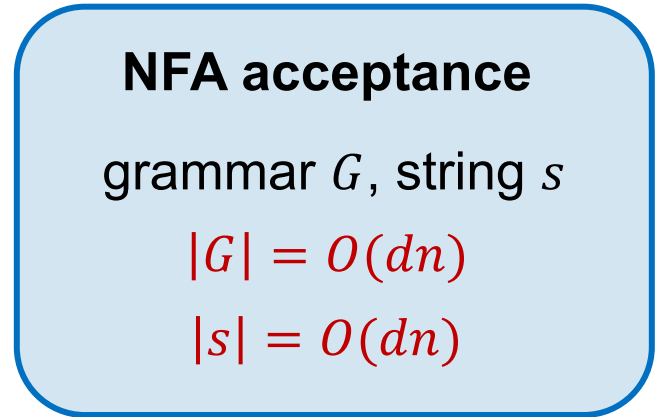 NFA acceptance
grammar G, string s
|G| = O(dn)
|s| = O(dn)